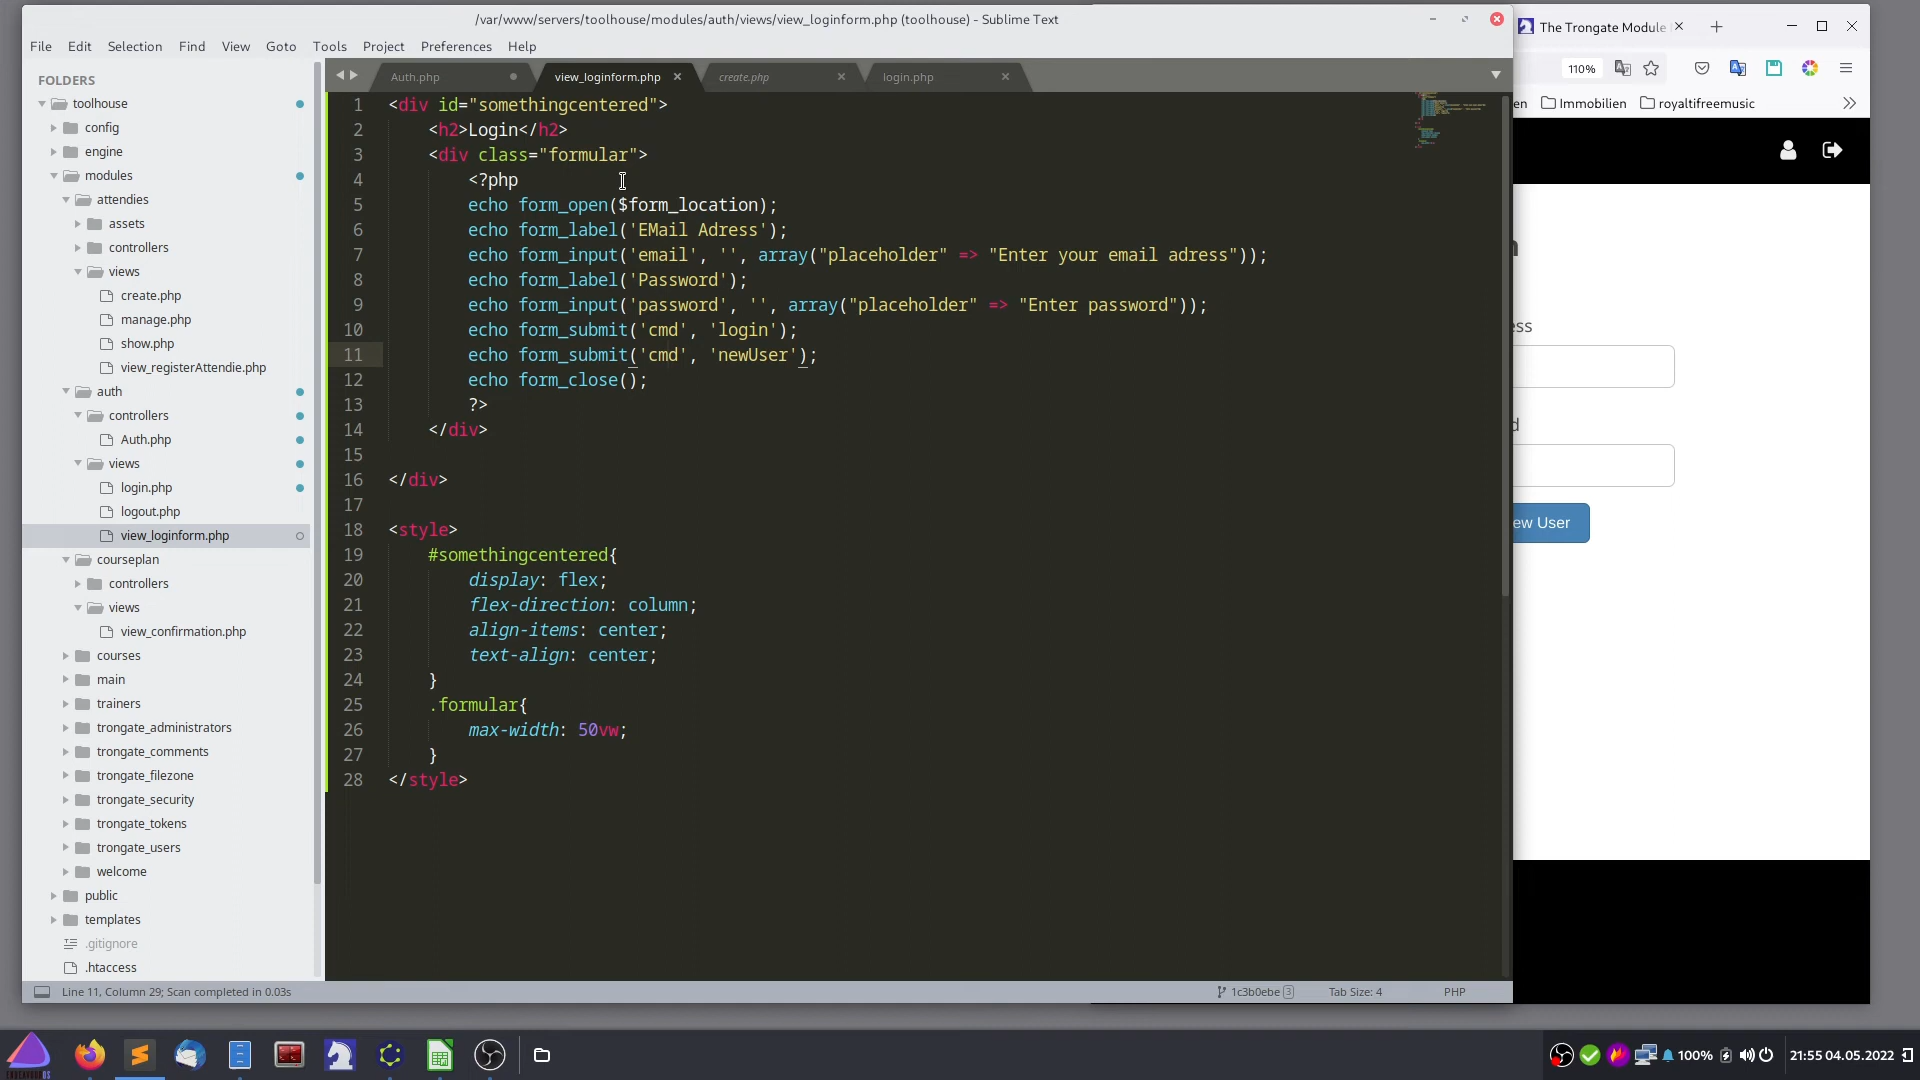 /var/www/servers/toolhouse/modules/auth/views/view_loginform.php (toolhouse) - Sublime Text
File Edit Selection Find View Goto Tools Project Preferences Help
FOLDERS
toolhouse
config
engine
modules
attendies
assets
controllers
views
create.php
manage.php
show.php
view_registerAttendie.php
auth
controllers
Auth.php
views
login.php
logout.php
view_loginform.php
courseplan
controllers
views
view_confirmation.php
courses
main
trainers
trongate_administrators
trongate_comments
trongate_filezone
trongate_security
trongate_tokens
trongate_users
welcome
public
templates
.gitignore
.htaccess
Auth.php view_loginform.php create.php login.php
1 <div id="somethingcentered">
2 <h2>Login</h2>
3 <div class="formular">
4 <?php
5 echo form_open($form_location);
6 echo form_label('EMail Adress');
7 echo form_input('email', '', array("placeholder" => "Enter your email adress"));
8 echo form_label('Password');
9 echo form_input('password', '', array("placeholder" => "Enter password"));
10 echo form_submit('cmd', 'login');
11 echo form_submit('cmd', 'newUser');
12 echo form_close();
13 ?>
14 </div>
15
16 </div>
17
18 <style>
19 #somethingcentered{
20 display: flex;
21 flex-direction: column;
22 align-items: center;
23 text-align: center;
24 }
25 .formular{
26 max-width: 50vw;
27 }
28 </style>
Line 11, Column 29; Scan completed in 0.03s
1c3b0ebe 3 Tab Size: 4 PHP
The Trongate Module
110%
en Immobilien royaltifreemusic
n
ess
d
ew User
100% 21:55 04.05.2022